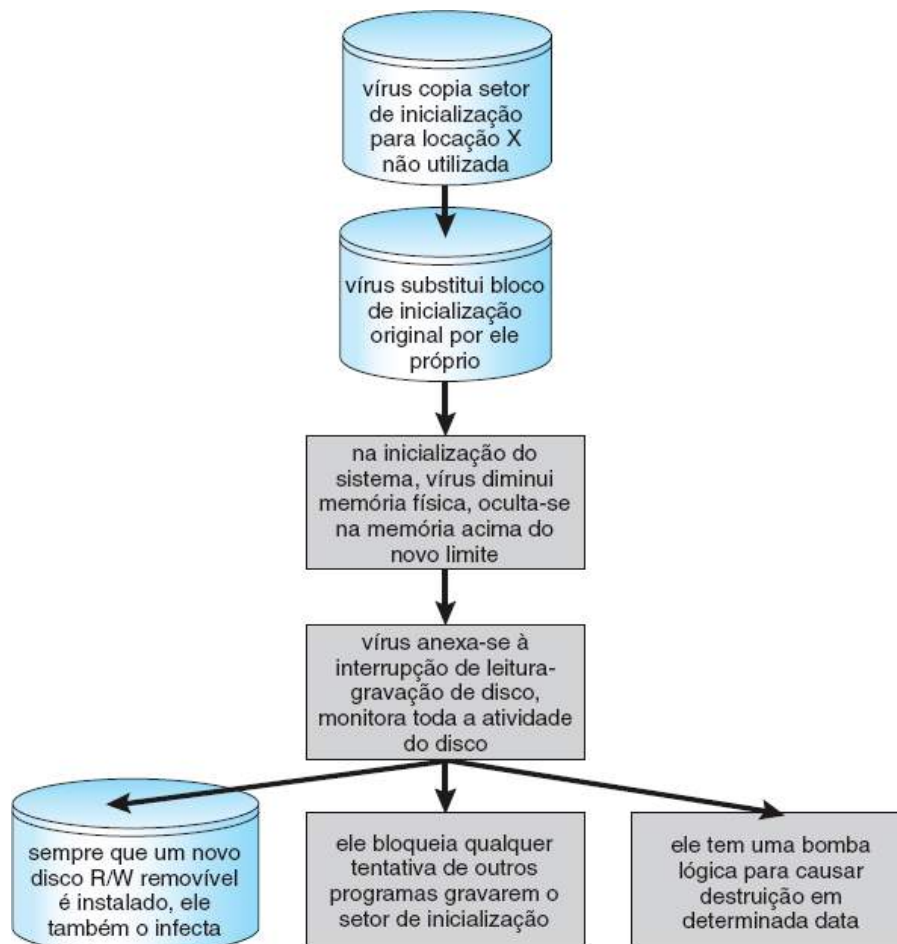 vírus copia setor
de inicialização
para locação X
não utilizada
vírus substitui bloco
de inicialização
original por ele
próprio
na inicialização do
sistema, vírus diminui
memória física, oculta-se
na memória acima do
novo limite
vírus anexa-se à
interrupção de leitura-
gravação de disco,
monitora toda a atividade
do disco
sempre que um novo
disco R/W removível
é instalado, ele
também o infecta
ele bloqueia qualquer
tentativa de outros
programas gravarem o
setor de inicialização
ele tem uma bomba
lógica para causar
destruição em
determinada data